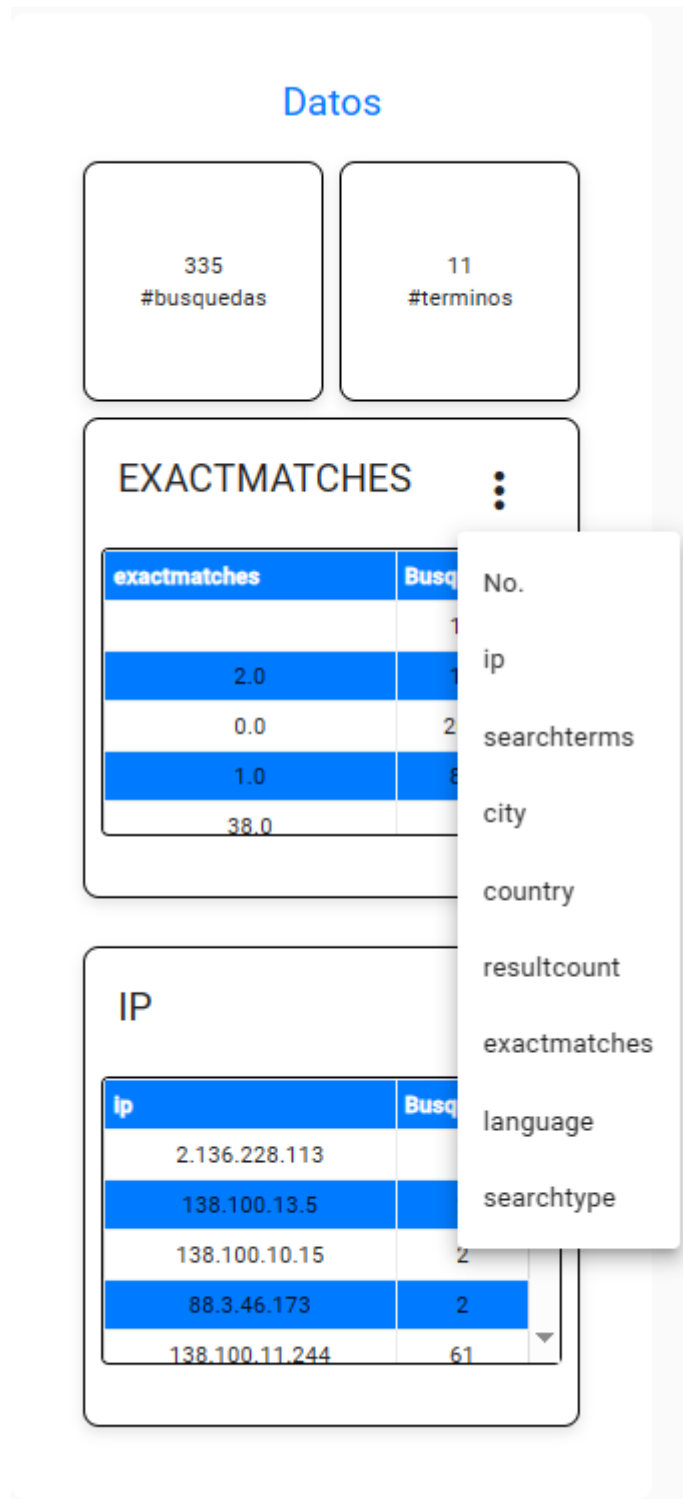 Datos
335
#busquedas
11
#terminos
EXACTMATCHES
exactmatches
2.0
0.0
1.0
38.0
No.
ip
searchterms
city
country
resultcount
exactmatches
language
searchtype
IP
ip
2.136.228.113
138.100.13.5
138.100.10.15 2
88.3.46.173 2
138.100.11.244 61